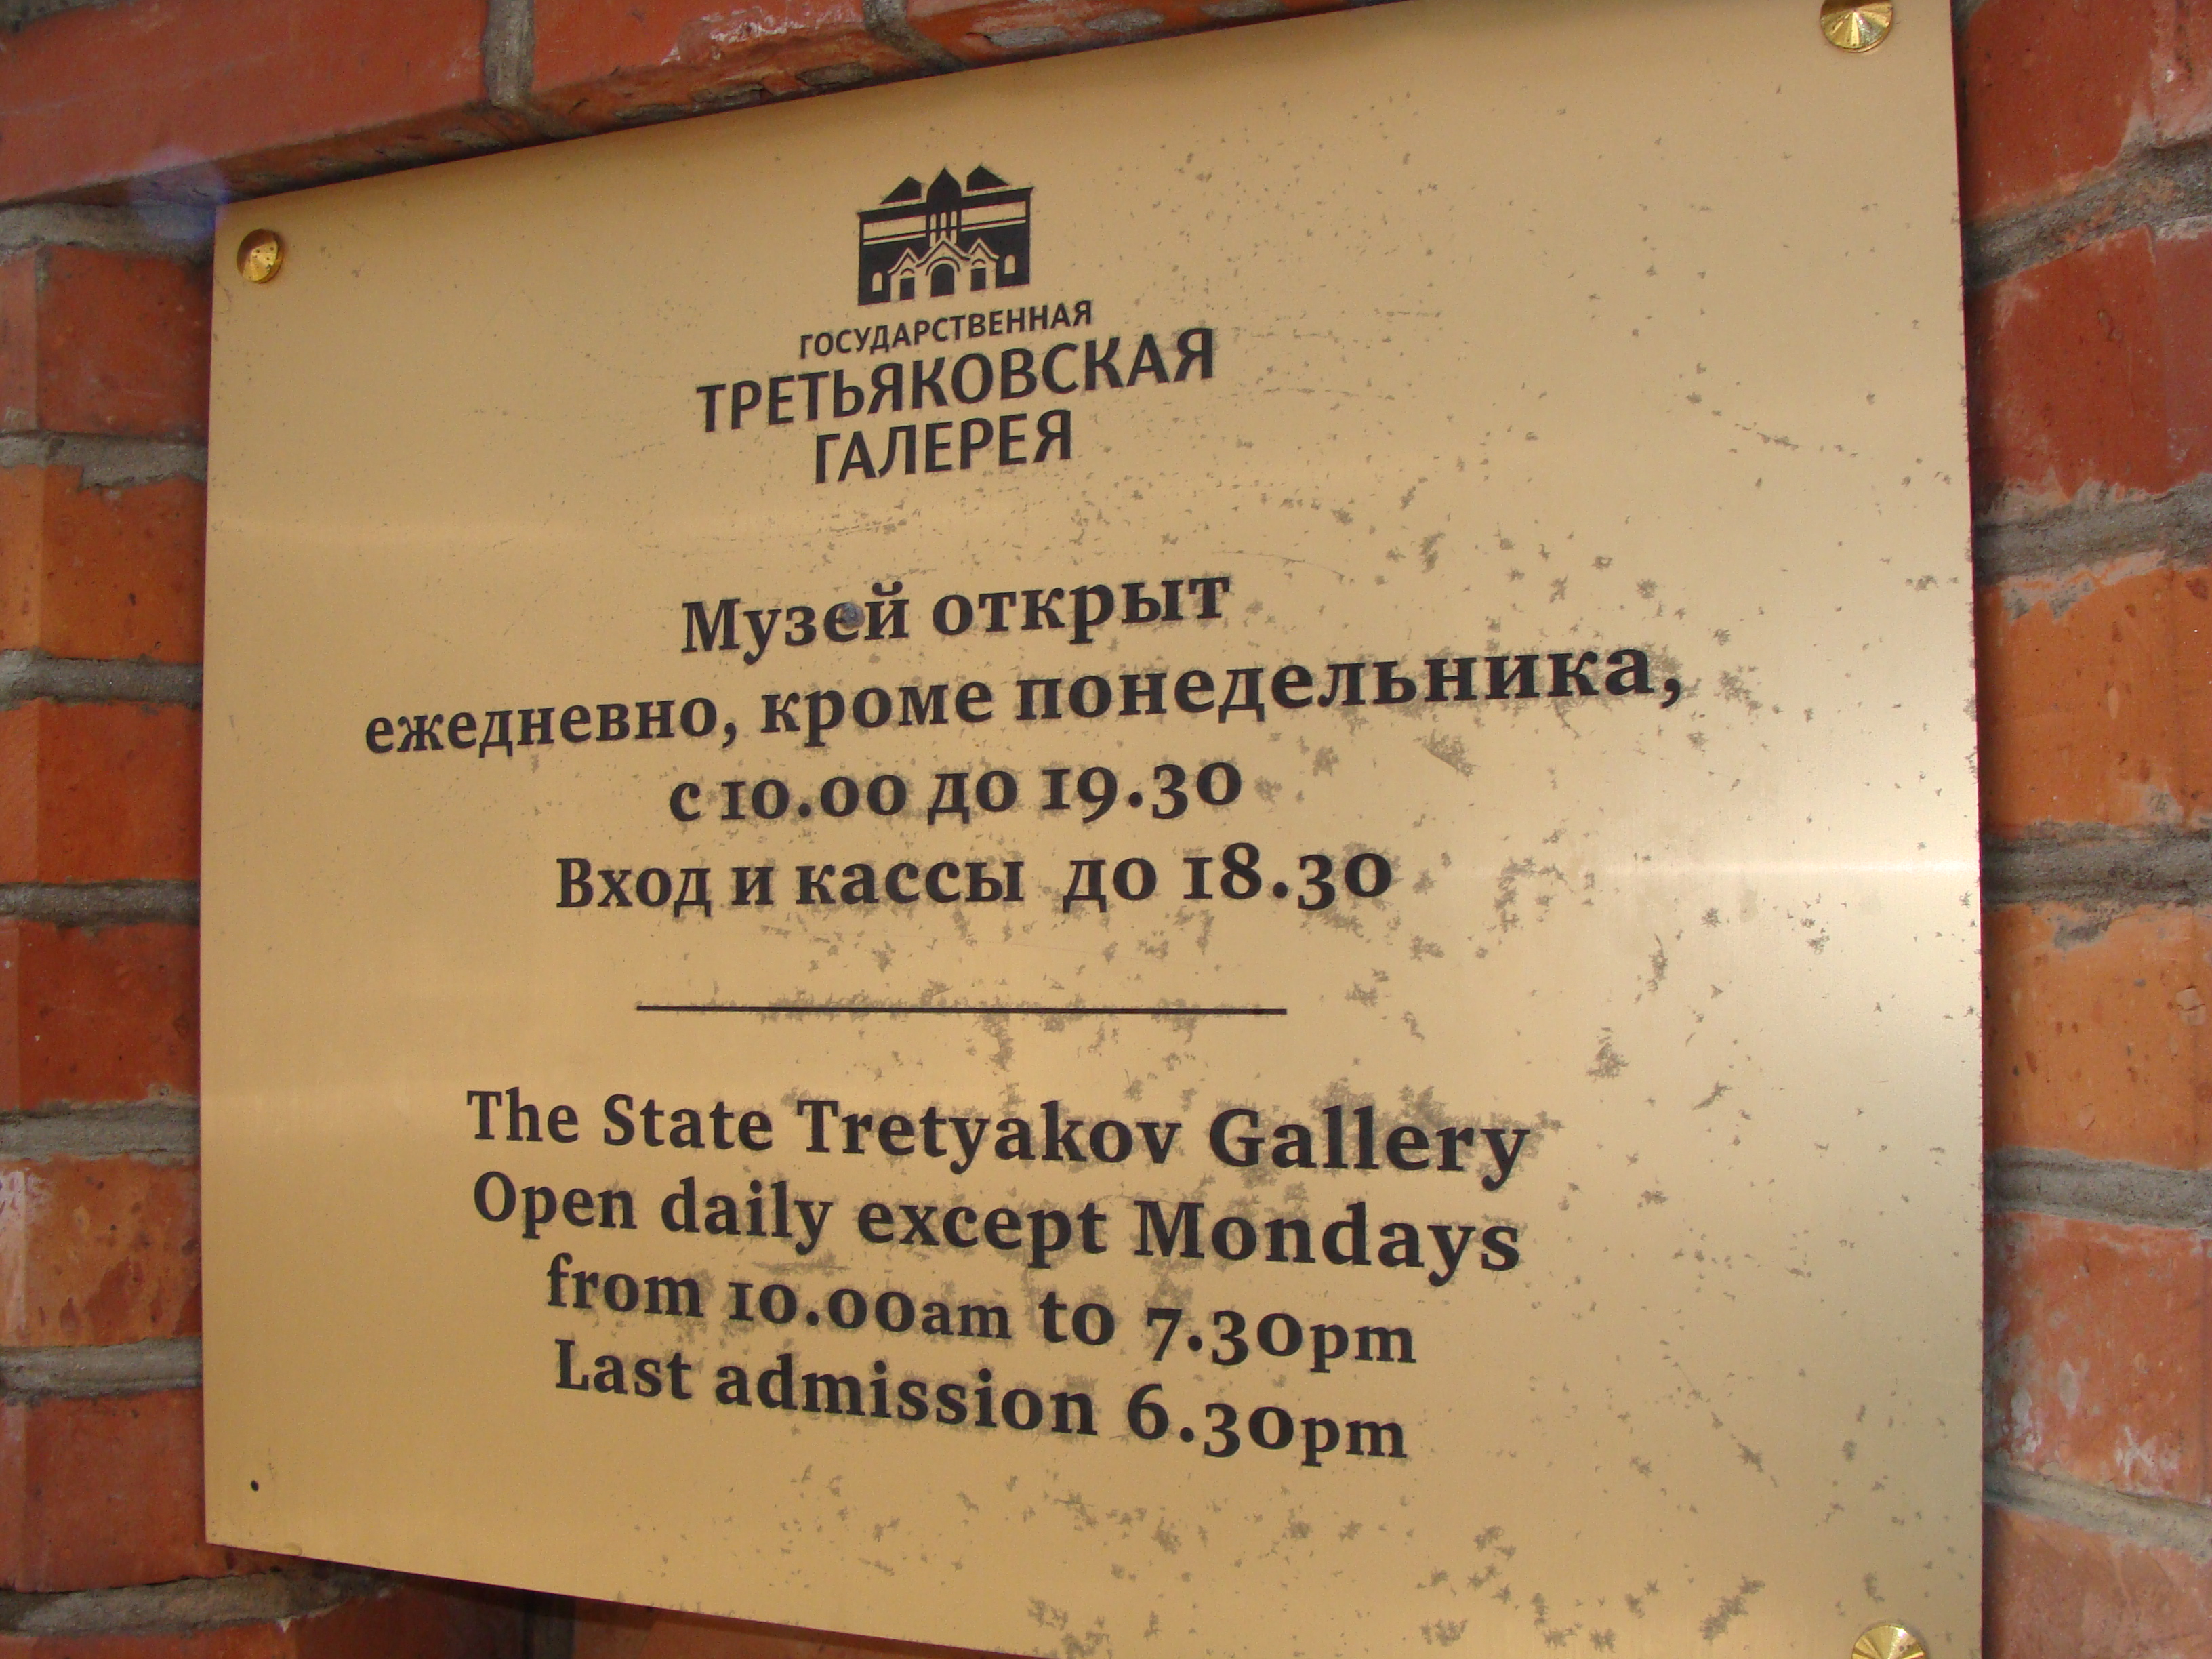 ГОСУДАРСТВЕННАЯ
ТРЕТЬЯКОВСКАЯ
ГАЛЕРЕЯ
Музей открыт
ежедневно, кроме понедельника,
с 10.00 до 19.30
Вход и кассы до 18.30
The State Tretyakov Gallery
Open daily except Mondays
from 10.00am to 7.30pm
Last admission 6.30pm